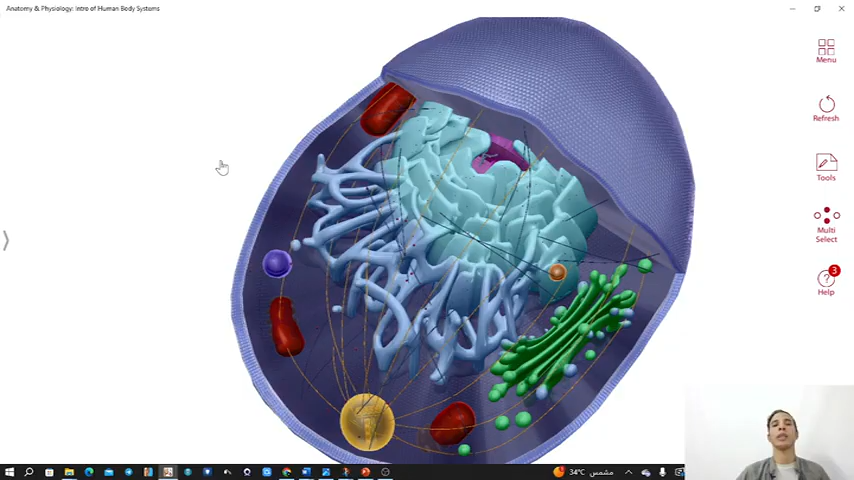 Anatomy & Physiology: Intro of Human Body Systems
Menu
Refresh
Tools
Multi
Select
3
Help
34°C مشمس